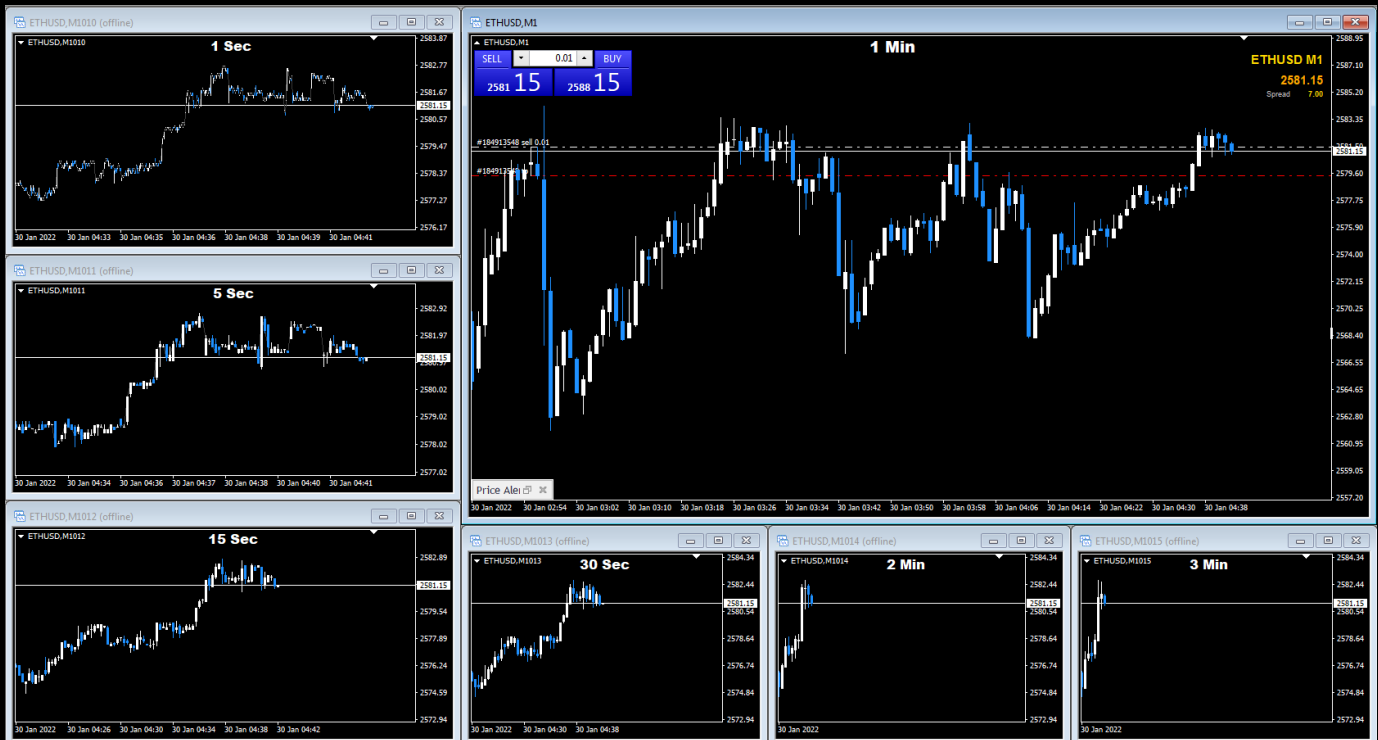 ETHUSD,M1010 (offline)
ETHUSD,M1010
1 Sec
2583.87
2582.77
2581.67
2581.15
2580.57
2579.47
2578.37
2577.27
2576.17
30 Jan 2022 30 Jan 04:33 30 Jan 04:35 30 Jan 04:36 30 Jan 04:38 30 Jan 04:39 30 Jan 04:41
ETHUSD,M1011 (offline)
ETHUSD,M1011
5 Sec
2582.92
2581.97
2581.15
2580.02
2579.02
2578.02
2577.02
30 Jan 2022 30 Jan 04:34 30 Jan 04:36 30 Jan 04:37 30 Jan 04:38 30 Jan 04:40 30 Jan 04:41
ETHUSD,M1012 (offline)
ETHUSD,M1012
15 Sec
2582.89
2581.15
2579.54
2577.89
2576.24
2574.59
2572.94
30 Jan 2022 30 Jan 04:26 30 Jan 04:30 30 Jan 04:34 30 Jan 04:38 30 Jan 04:42
ETHUSD,M1
ETHUSD,M1
1 Min
SELL 0.01 BUY
2581 15 2588 15
ETHUSD M1
2581.15
Spread 7.00
#184913548 sell 0.01
2588.95
2587.10
2585.20
2583.35
2581.15
2579.60
2577.75
2575.90
2574.00
2572.15
2570.25
2568.40
2566.55
2564.65
2562.80
2560.95
2559.05
2557.20
Price Aler
30 Jan 2022 30 Jan 02:54 30 Jan 03:02 30 Jan 03:10 30 Jan 03:18 30 Jan 03:26 30 Jan 03:34 30 Jan 03:42 30 Jan 03:50 30 Jan 03:58 30 Jan 04:06 30 Jan 04:14 30 Jan 04:22 30 Jan 04:30 30 Jan 04:38
ETHUSD,M1013 (offline)
ETHUSD,M1013
30 Sec
2584.34
2582.44
2581.15
2580.54
2578.64
2576.74
2574.84
2572.94
30 Jan 2022 30 Jan 04:30 30 Jan 04:38
ETHUSD,M1014 (offline)
ETHUSD,M1014
2 Min
2584.34
2582.44
2581.15
2580.54
2578.64
2576.74
2574.84
2572.94
30 Jan 2022
ETHUSD,M1015 (offline)
ETHUSD,M1015
3 Min
2584.34
2582.44
2581.15
2580.54
2578.64
2576.74
2574.84
2572.94
30 Jan 2022